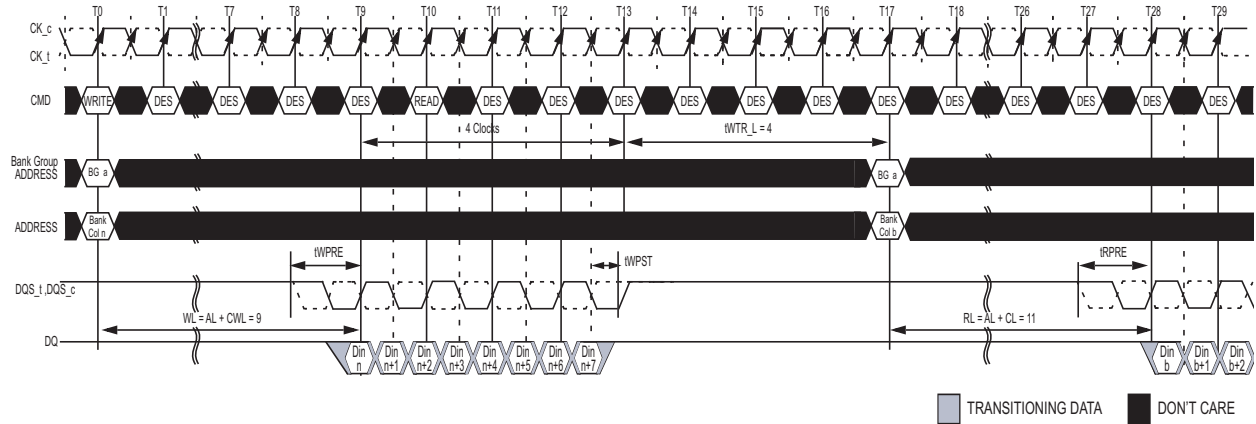 T0 T1 T7 T8 T9 T10 T11 T12 T13 T14 T15 T16 T17 T18 T26 T27 T28 T29
CK_c
CK_t
CMD WRITE DES DES DES DES READ DES DES DES DES DES DES DES DES DES DES DES DES
4 Clocks tWTR_L = 4
Bank Group
ADDRESS BG a BG a
ADDRESS Bank Col n Bank Col b
tWPRE tWPST tRPRE
DQS_t ,DQS_c
WL = AL + CWL = 9 RL = AL + CL = 11
DQ Din n Din n+1 Din n+2 Din n+3 Din n+4 Din n+5 Din n+6 Din n+7 Din b Din b+1 Din b+2
TRANSITIONING DATA DON'T CARE